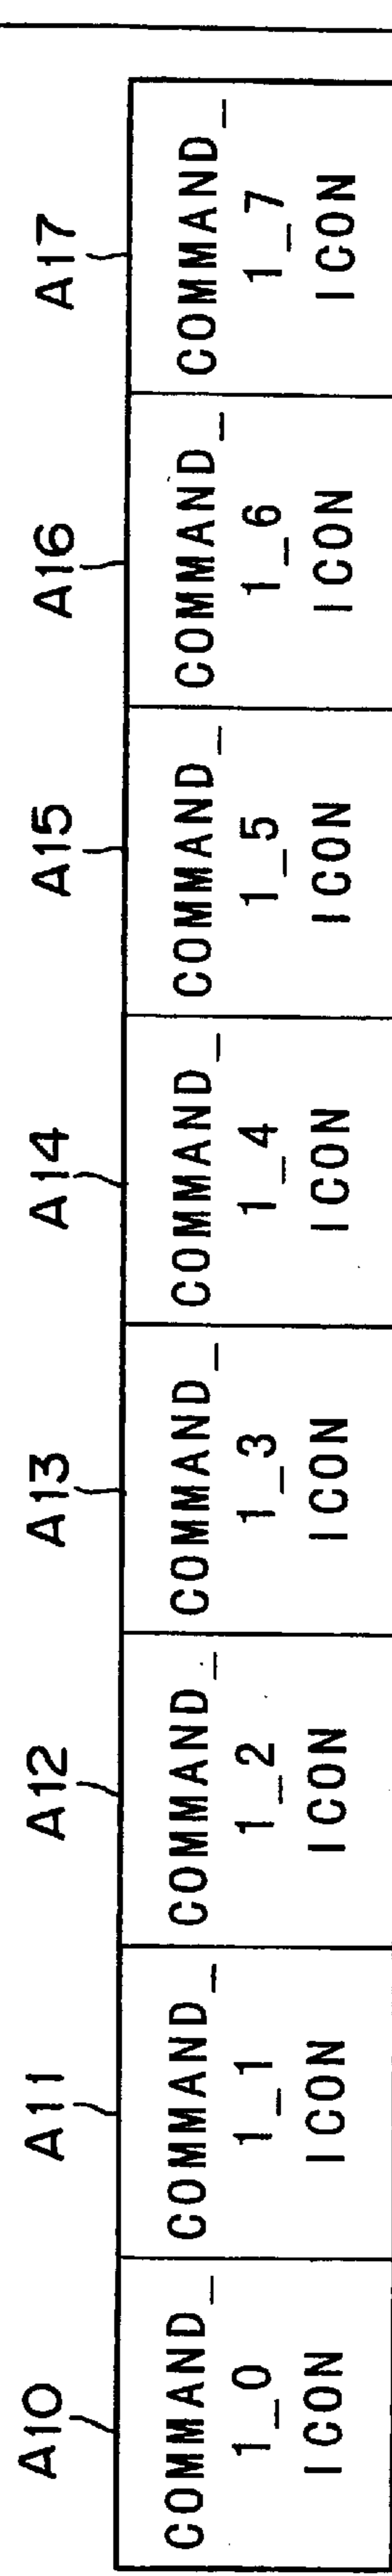 A10 A11 A12 A13 A14 A15 A16 A17
COMMAND_ COMMAND_ COMMAND_ COMMAND_ COMMAND_ COMMAND_ COMMAND_ COMMAND_
1_0 1_1 1_2 1_3 1_4 1_5 1_6 1_7
ICON ICON ICON ICON ICON ICON ICON ICON